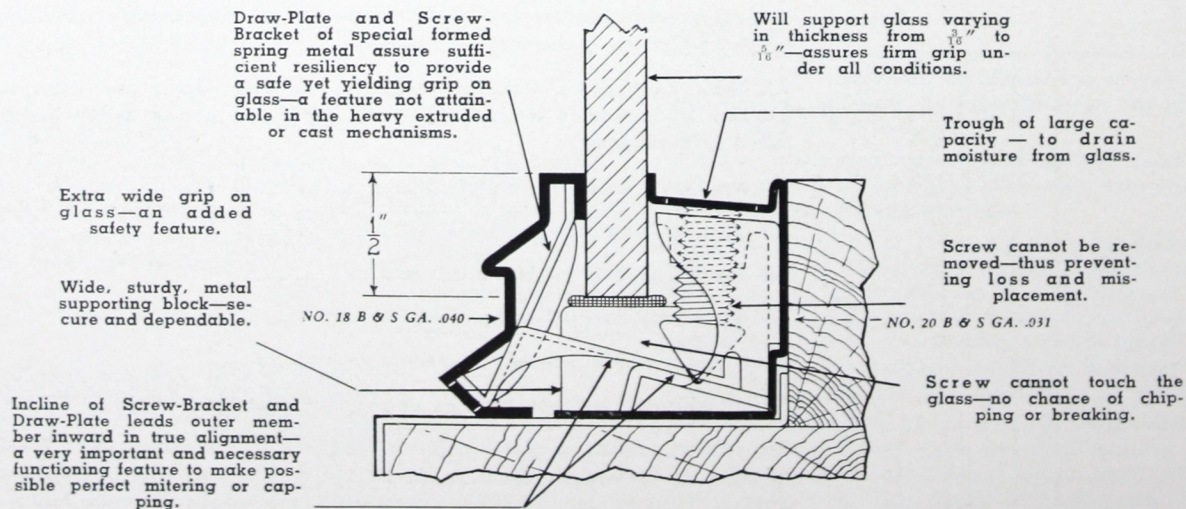 Draw-Plate and Screw-
Bracket of special formed
spring metal assure suffi-
cient resiliency to provide
a safe yet yielding grip on
glass—a feature not attain-
able in the heavy extruded
or cast mechanisms.
Will support glass varying
in thickness from 3/16" to
5/16"—assures firm grip un-
der all conditions.
Trough of large ca-
pacity — to drain
moisture from glass.
Extra wide grip on
glass—an added
safety feature.
1/2"
Screw cannot be re-
moved—thus prevent-
ing loss and mis-
placement.
Wide, sturdy, metal
supporting block—se-
cure and dependable.
NO. 18 B & S GA. .040
NO, 20 B & S GA. .031
Screw cannot touch the
glass—no chance of chip-
ping or breaking.
Incline of Screw-Bracket and
Draw-Plate leads outer mem-
ber inward in true alignment—
a very important and necessary
functioning feature to make pos-
sible perfect mitering or cap-
ping.